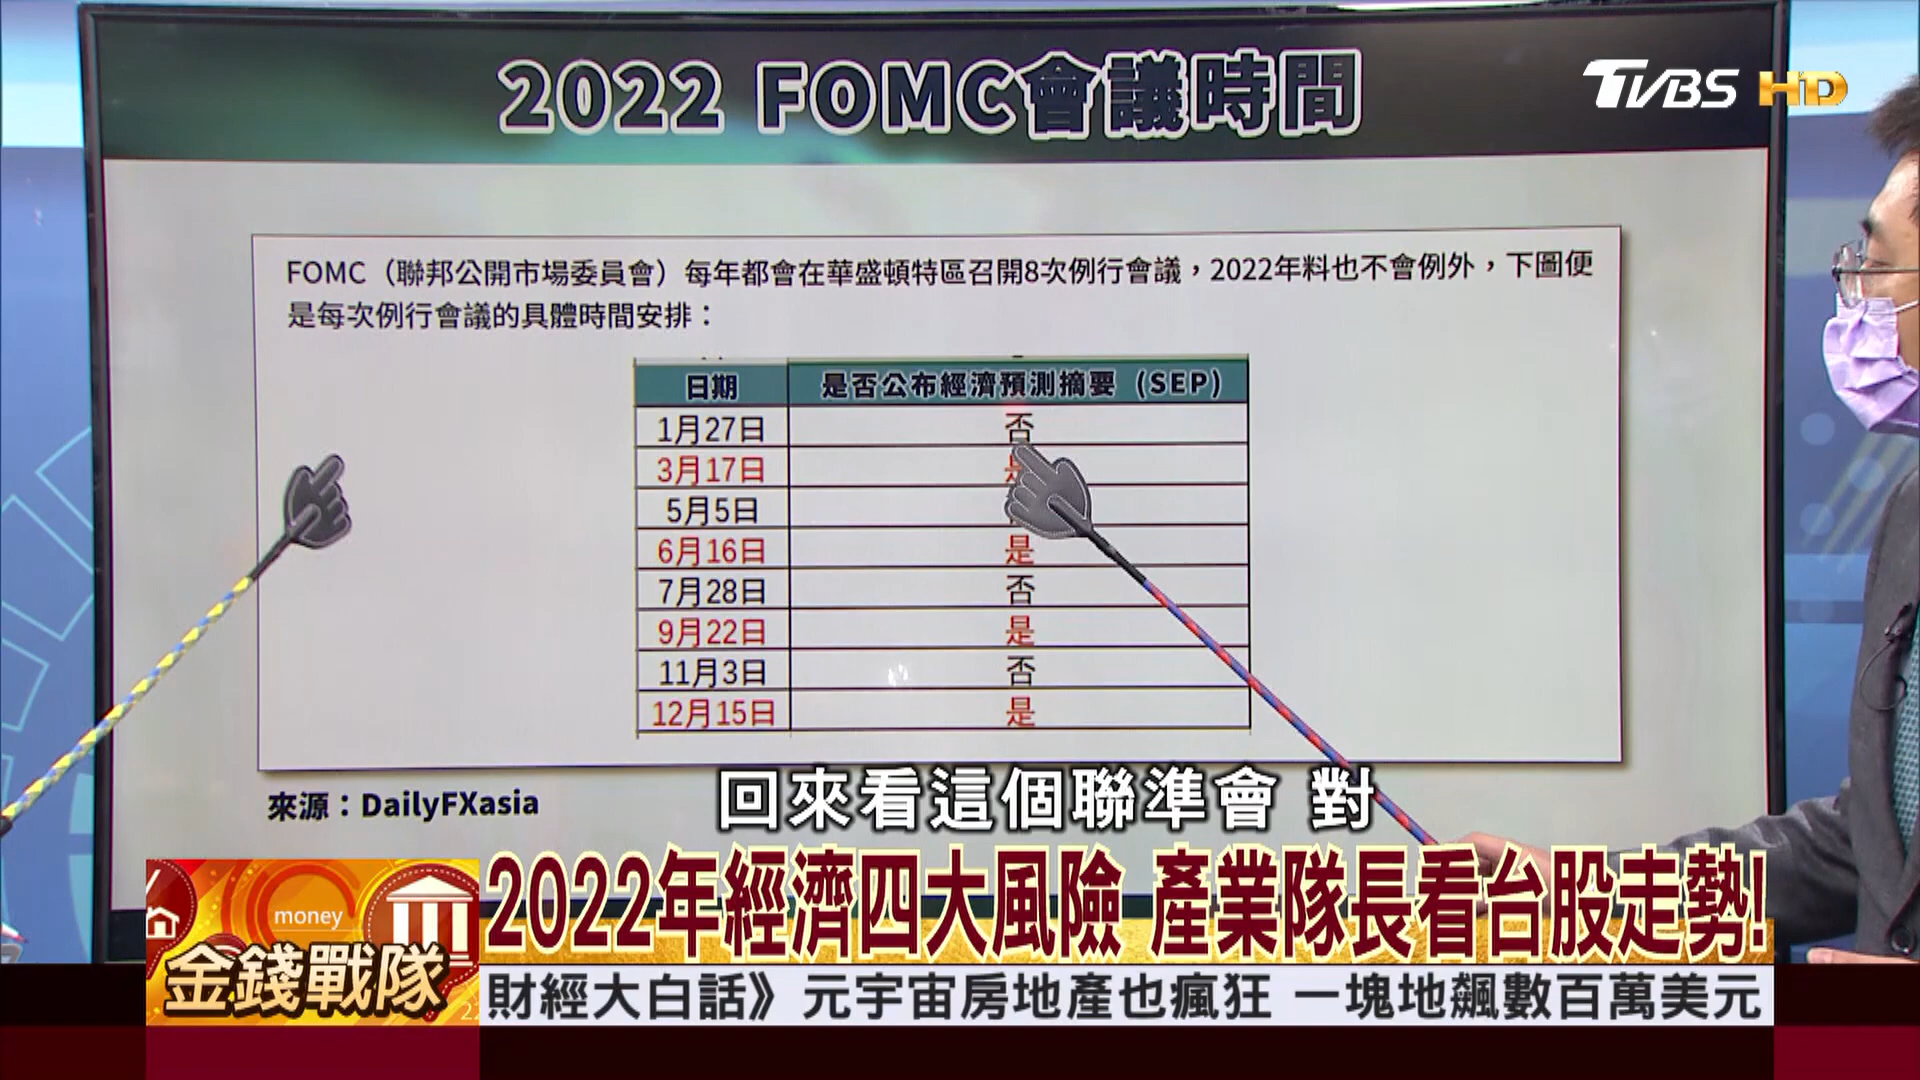 2022 FOMC會議時間
TVBS HD
FOMC（聯邦公開市場委員會）每年都會在華盛頓特區召開8次例行會議，2022年料也不會例外，下圖便
是每次例行會議的具體時間安排：
日期 是否公布經濟預測摘要 (SEP)
1月27日 否
3月17日
5月5日
6月16日 是
7月28日 否
9月22日 是
11月3日 否
12月15日 是
來源：DailyFXasia
回來看這個聯準會 對
money
金錢戰隊
2022年經濟四大風險 產業隊長看台股走勢!
財經大白話》元宇宙房地產也瘋狂 一塊地飆數百萬美元